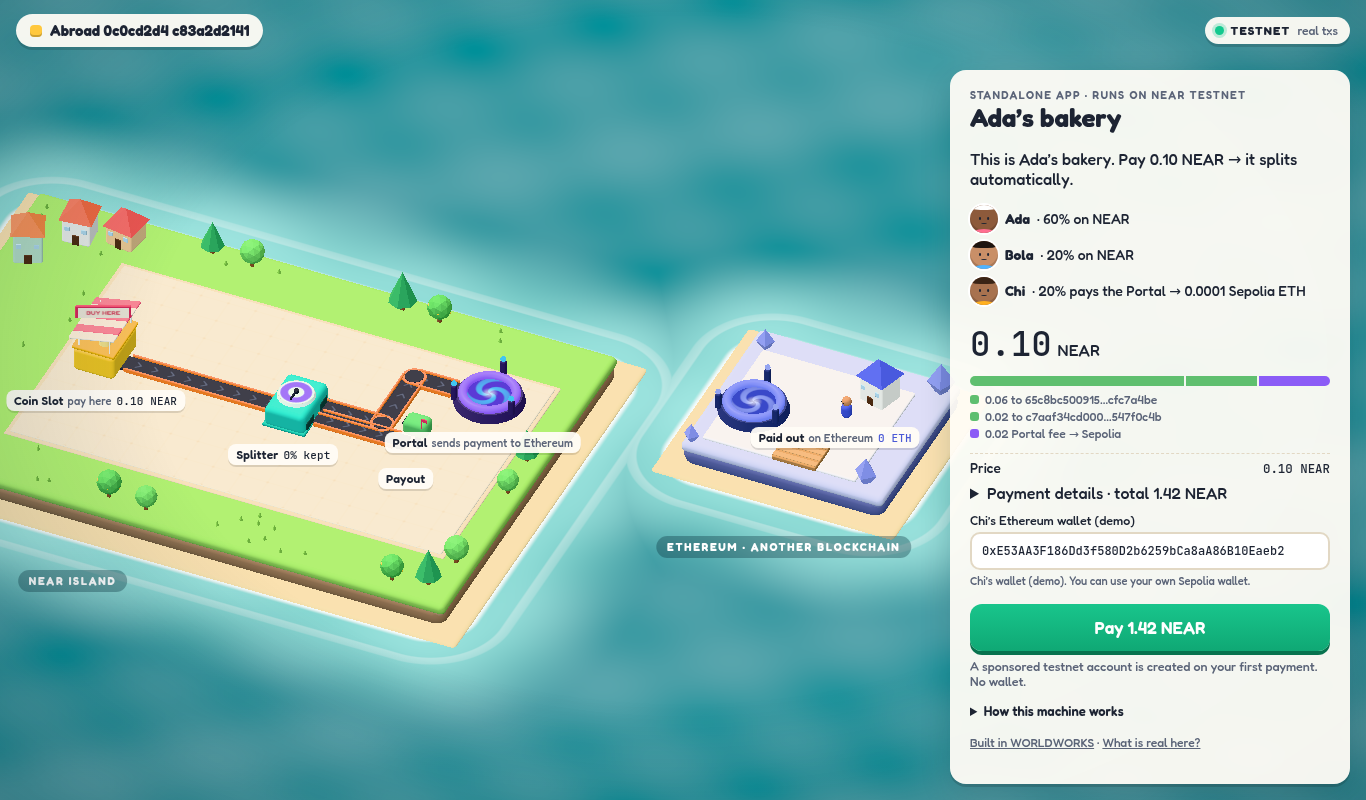 Abroad 0c0cd2d4 c83a2d2141
TESTNET real txs
STANDALONE APP · RUNS ON NEAR TESTNET
Ada's bakery
This is Ada's bakery. Pay 0.10 NEAR → it splits
automatically.
Ada · 60% on NEAR
Bola · 20% on NEAR
Chi · 20% pays the Portal → 0.0001 Sepolia ETH
0.10 NEAR
0.06 to 65c8bc500915…cfc7a4be
0.02 to c7aaf34cd000…547f0c4b
0.02 Portal fee → Sepolia
Price 0.10 NEAR
▶ Payment details · total 1.42 NEAR
Chi's Ethereum wallet (demo)
0xE53AA3F186Dd3f580D2b6259bCa8aA86B10Eaeb2
Chi's wallet (demo). You can use your own Sepolia wallet.
Pay 1.42 NEAR
A sponsored testnet account is created on your first payment.
No wallet.
▶ How this machine works
Built in WORLDWORKS · What is real here?
BUY HERE
Coin Slot pay here 0.10 NEAR
Splitter 0% kept
Portal sends payment to Ethereum
Payout
Paid out on Ethereum 0 ETH
ETHEREUM · ANOTHER BLOCKCHAIN
NEAR ISLAND